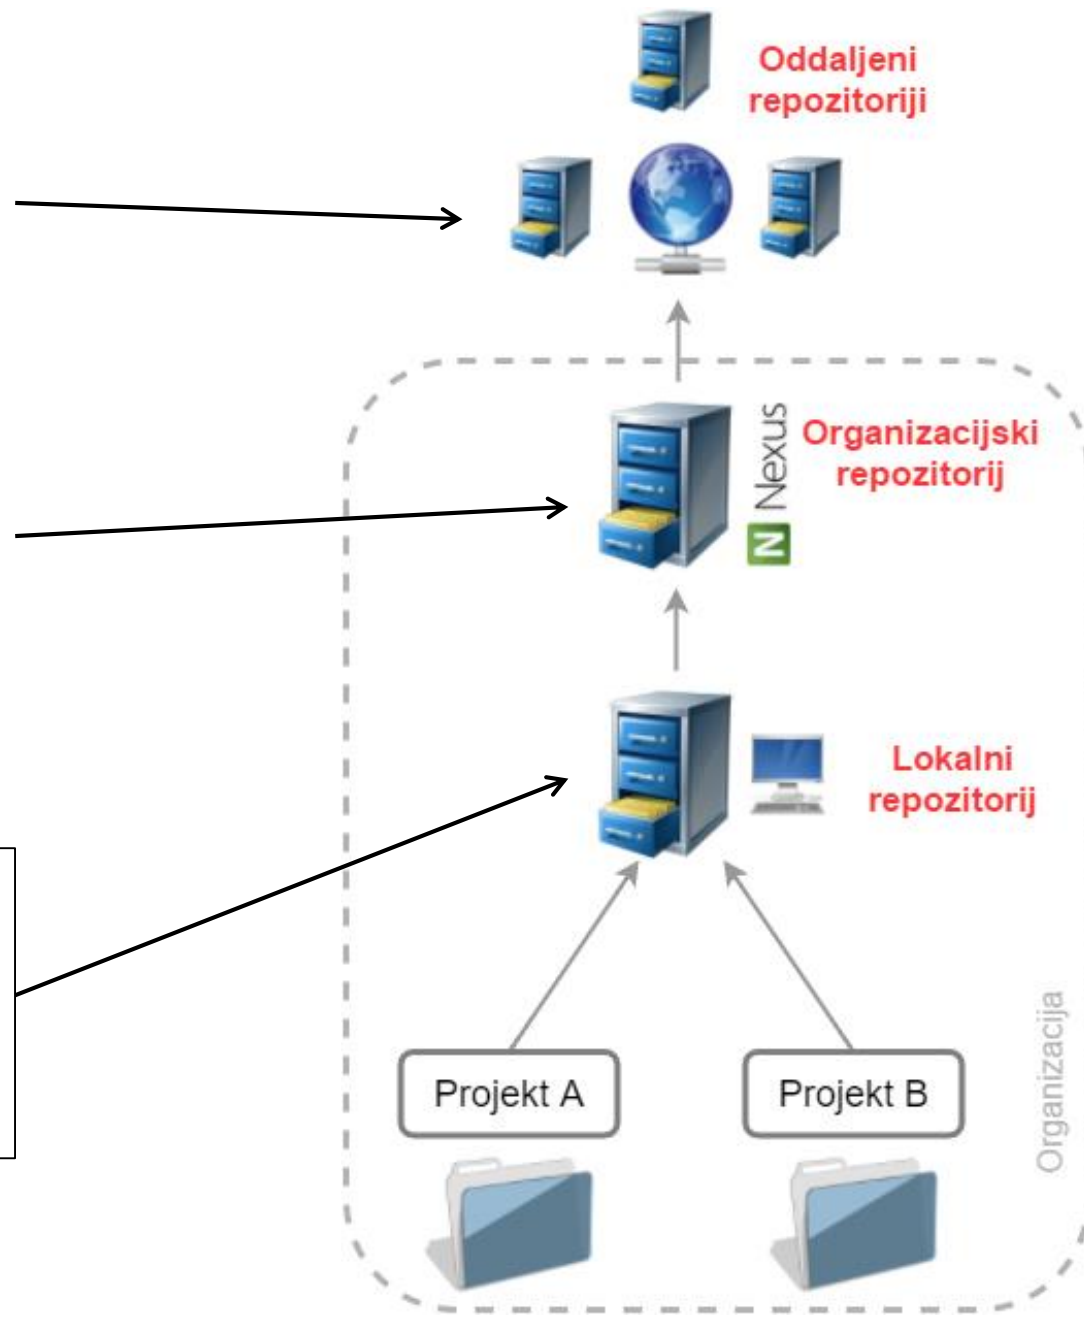 Oddaljeni
repozitoriji
Organizacijski
repozitorij
N Nexus
Lokalni
repozitorij
Projekt A
Projekt B
Organizacija